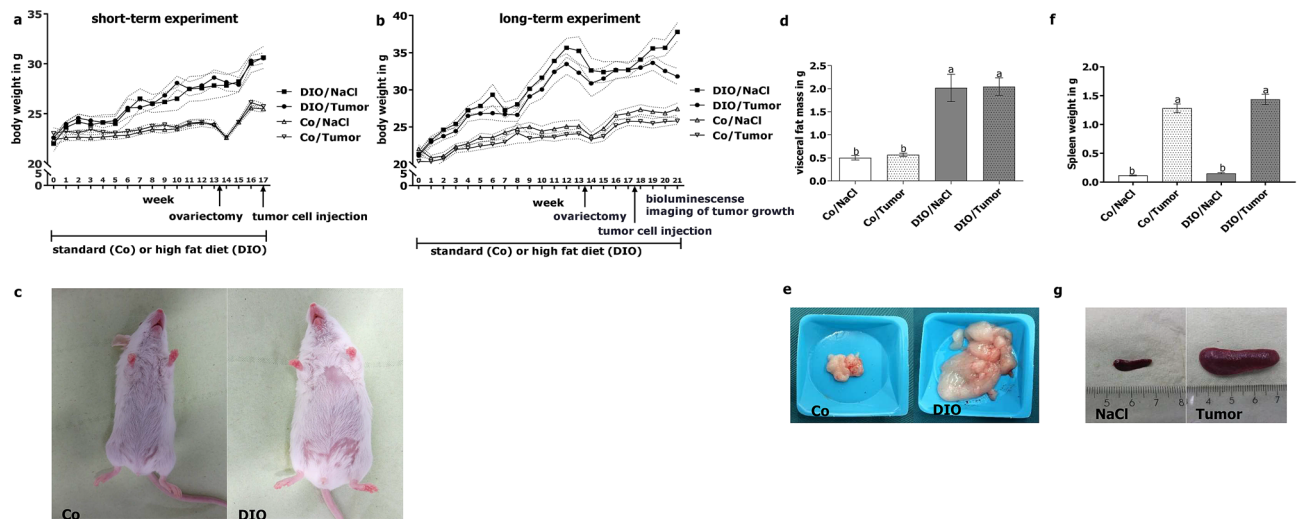 a
short-term experiment
body weight in g
35
30
25
20
5
0
0 1 2 3 4 5 6 7 8 9 10 11 12 13 14 15 16 17
week
DIO/NaCl
DIO/Tumor
Co/NaCl
Co/Tumor
ovariectomy
tumor cell injection
standard (Co) or high fat diet (DIO)
b
long-term experiment
body weight in g
40
35
30
25
20
5
0
0 1 2 3 4 5 6 7 8 9 10 11 12 13 14 15 16 17 18 19 20 21
week
DIO/NaCl
DIO/Tumor
Co/NaCl
Co/Tumor
ovariectomy
bioluminescense
imaging of tumor growth
tumor cell injection
standard (Co) or high fat diet (DIO)
c
Co
DIO
d
visceral fat mass in g
2.5
2.0
1.5
1.0
0.5
0.0
b
b
a
a
Co/NaCl
Co/Tumor
DIO/NaCl
DIO/Tumor
e
Co
DIO
f
Spleen weight in g
2.0
1.5
1.0
0.5
0.0
b
a
b
a
Co/NaCl
Co/Tumor
DIO/NaCl
DIO/Tumor
g
5 6 7 8
NaCl
4 5 6 7
Tumor